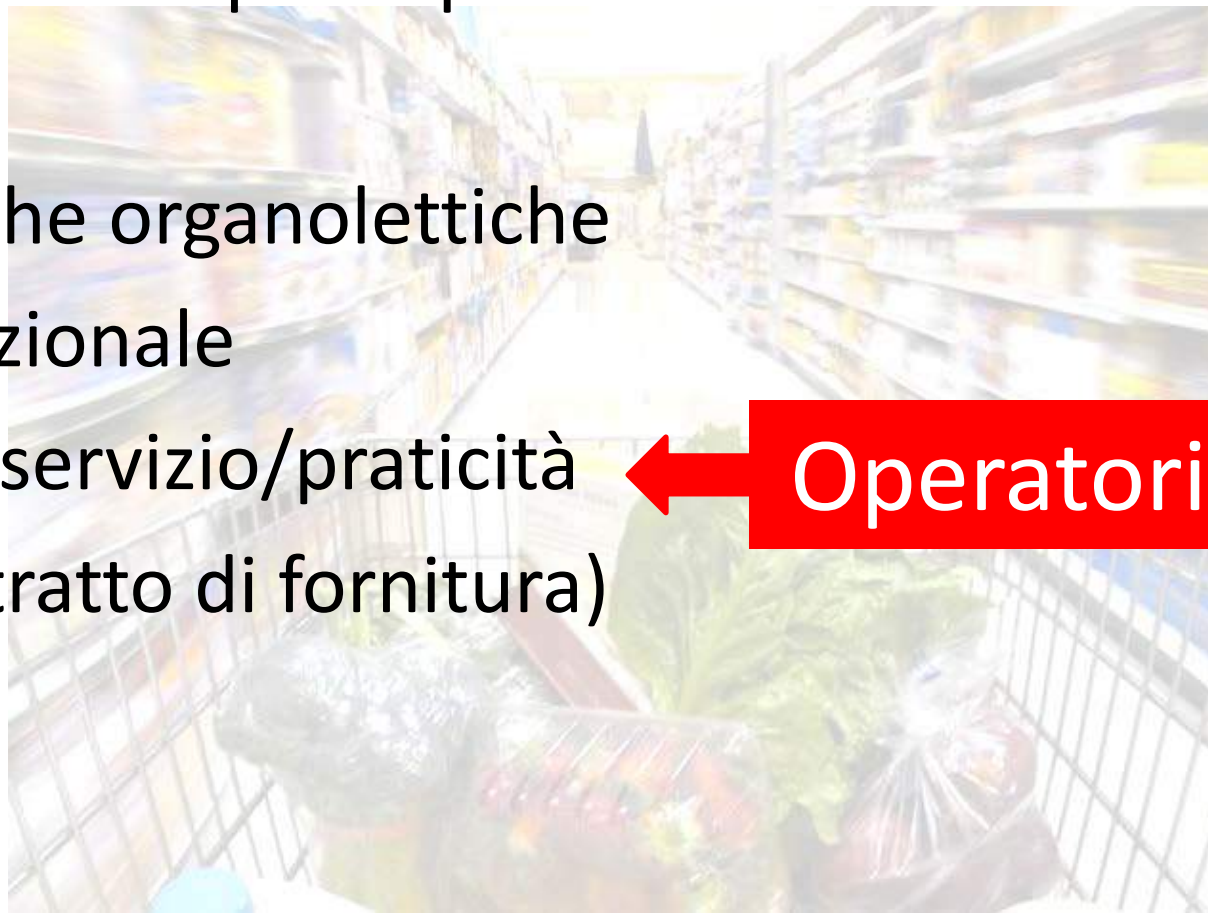 he organolettiche
zionale
servizio/praticità
Operatori
tratto di fornitura)